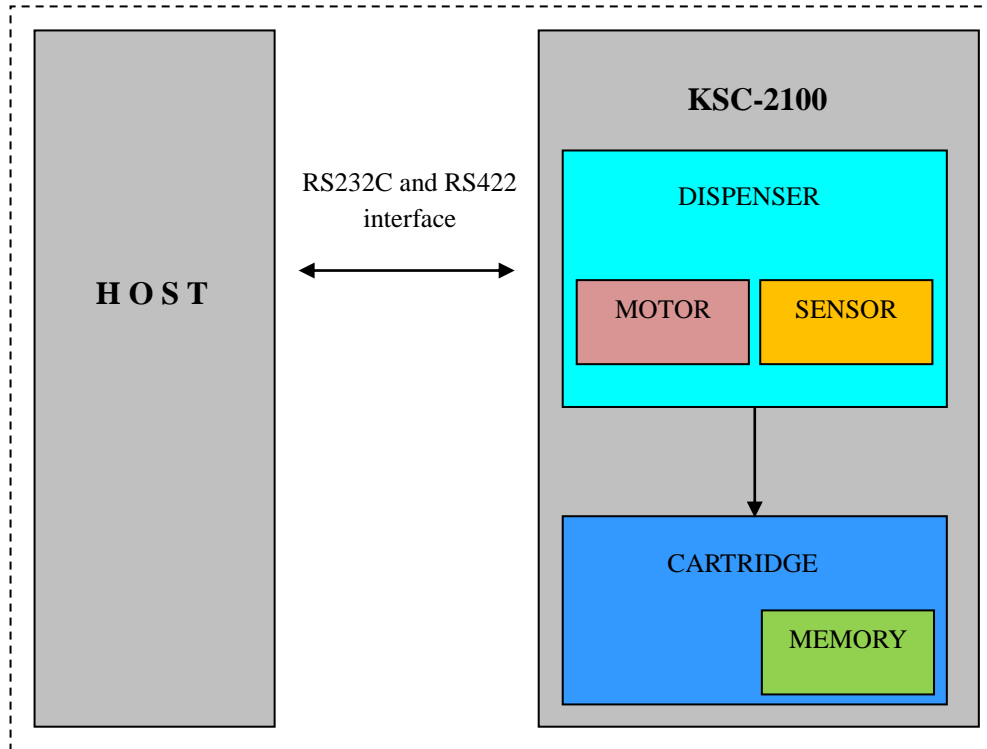 H O S T
RS232C and RS422
interface
KSC-2100
DISPENSER
MOTOR
SENSOR
CARTRIDGE
MEMORY